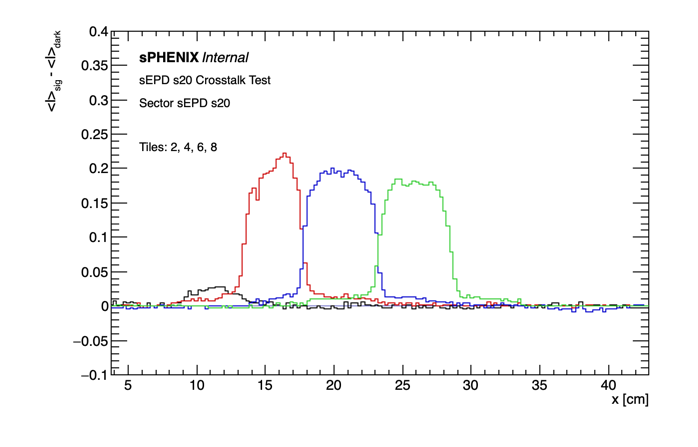 <I>sig - <I>dark
0.4
0.35
0.3
0.25
0.2
0.15
0.1
0.05
0
−0.05
−0.1
sPHENIX Internal
sEPD s20 Crosstalk Test
Sector sEPD s20
Tiles: 2, 4, 6, 8
5 10 15 20 25 30 35 40
x [cm]